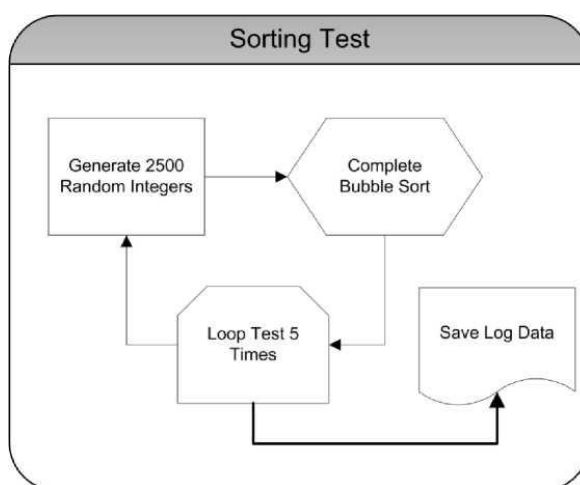 Sorting Test
Generate 2500
Random Integers
Complete
Bubble Sort
Loop Test 5
Times
Save Log Data